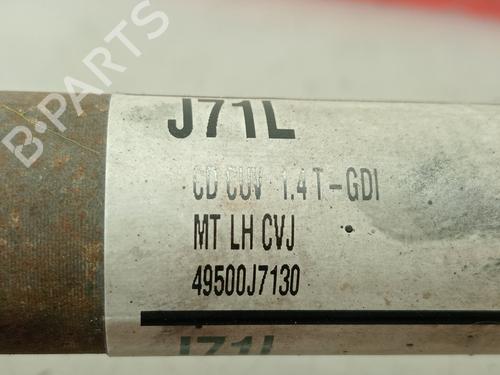 B-PARTS
J71L
CD CUV 1.4 T-GDI
MT LH CVJ
49500J7130
J71L